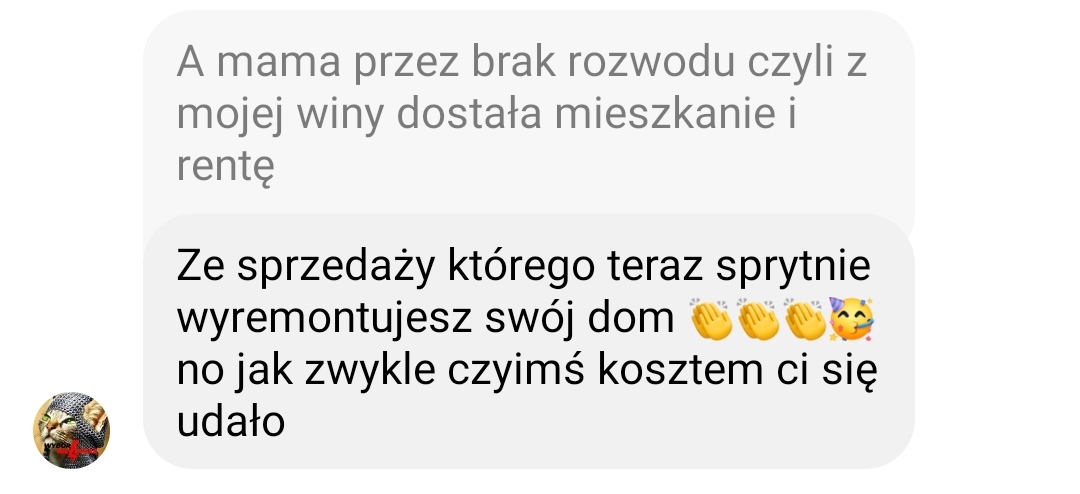 A mama przez brak rozwodu czyli z
mojej winy dostała mieszkanie i
rentę
Ze sprzedaży którego teraz sprytnie
wyremontujesz swój dom 👏👏👏🥳
no jak zwykle czyimś kosztem ci się
udało